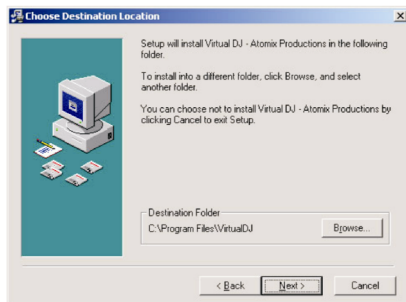 Choose Destination Location
Setup will install Virtual DJ - Atomix Productions in the following
folder.
To install into a different folder, click Browse, and select
another folder.
You can choose not to install Virtual DJ - Atomix Productions by
clicking Cancel to exit Setup.
Destination Folder
C:\Program Files\VirtualDJ
Browse...
< Back
Next >
Cancel